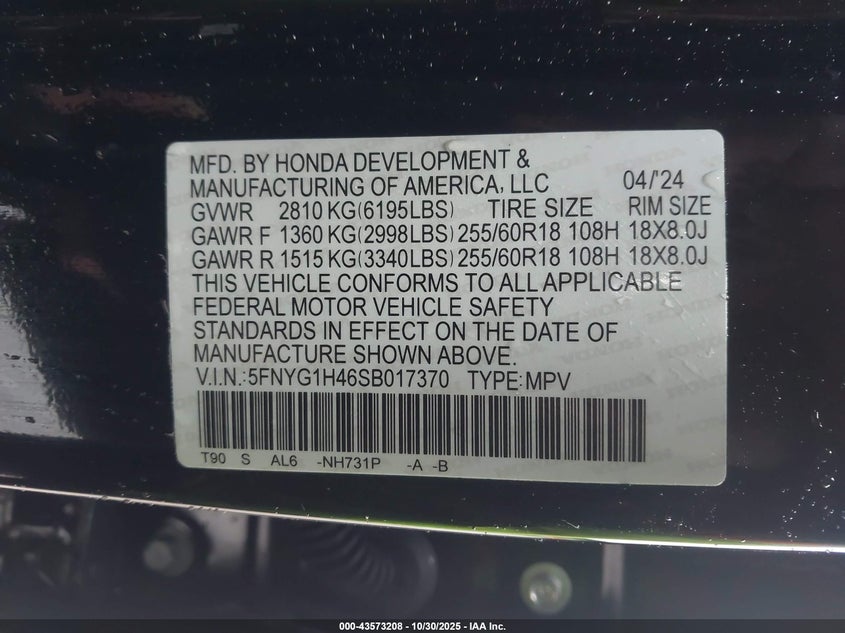 MFD. BY HONDA DEVELOPMENT &
MANUFACTURING OF AMERICA, LLC 04/'24
GVWR 2810 KG(6195LBS) TIRE SIZE RIM SIZE
GAWR F 1360 KG(2998LBS) 255/60R18 108H 18X8.0J
GAWR R 1515 KG(3340LBS) 255/60R18 108H 18X8.0J
THIS VEHICLE CONFORMS TO ALL APPLICABLE
FEDERAL MOTOR VEHICLE SAFETY
STANDARDS IN EFFECT ON THE DATE OF
MANUFACTURE SHOWN ABOVE.
V.I.N.:5FNYG1H46SB017370 TYPE:MPV
T90 S AL6 -NH731P -A -B
000-43573208 - 10/30/2025 - IAA Inc.